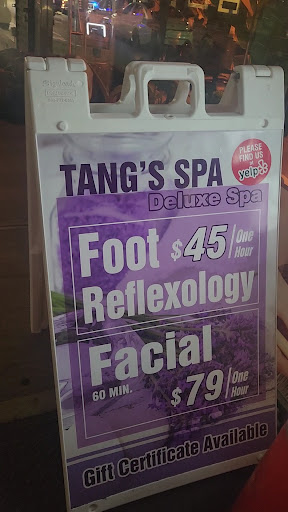 PLEASE
FIND US
on
yelp
TANG'S SPA
Deluxe Spa
Foot $45/One Hour
Reflexology
Facial
60 MIN. $79/One Hour
Gift Certificate Available